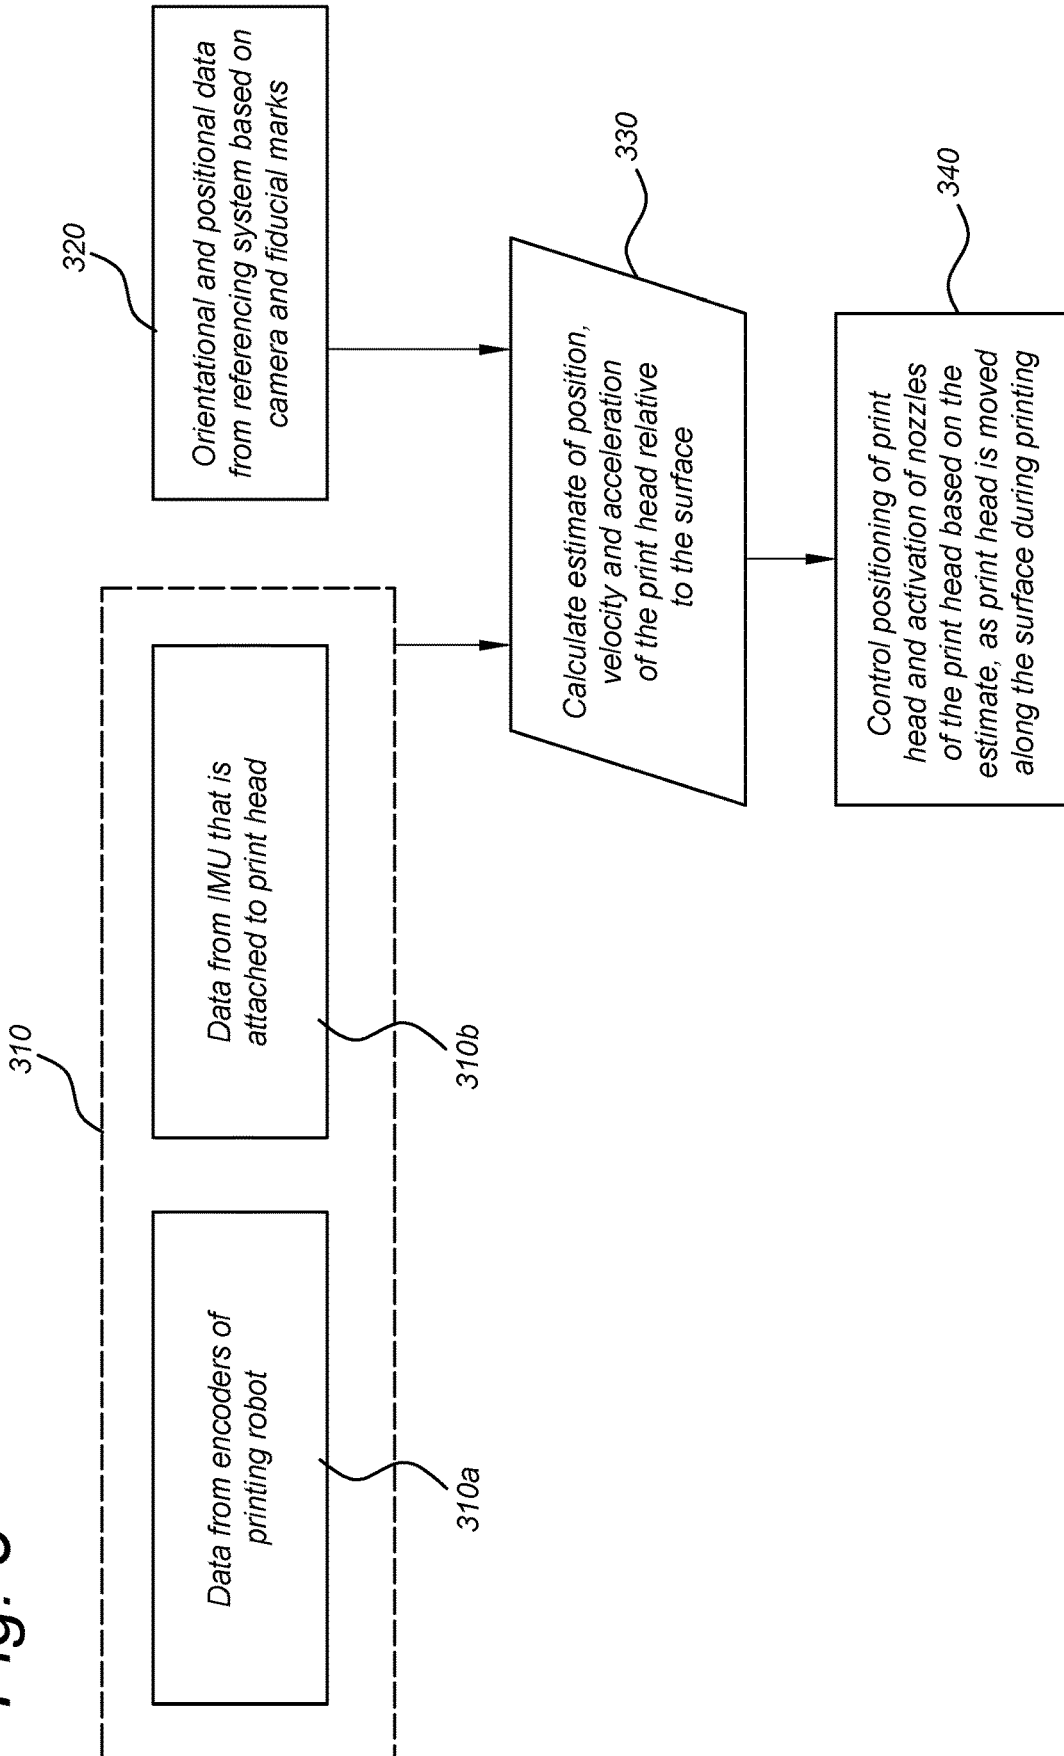 Fig.
310
320
Data from encoders of
printing robot
Data from IMU that is
attached to print head
Orientational and positional data
from referencing system based on
camera and fiducial marks
310a
310b
Calculate estimate of position,
velocity and acceleration
of the print head relative
to the surface
330
Control positioning of print
head and activation of nozzles
of the print head based on the
estimate, as print head is moved
along the surface during printing
340